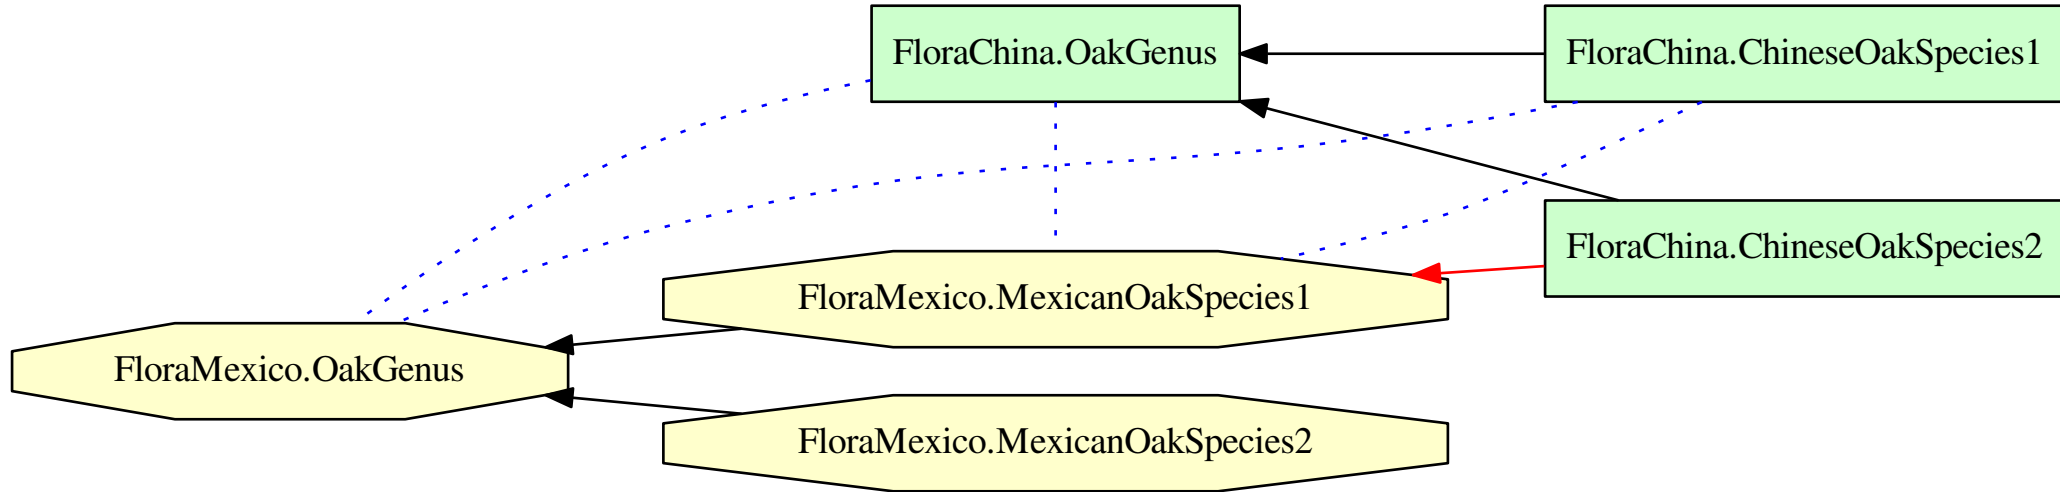 FloraChina.OakGenus
FloraChina.ChineseOakSpecies1
FloraChina.ChineseOakSpecies2
FloraMexico.MexicanOakSpecies1
FloraMexico.OakGenus
FloraMexico.MexicanOakSpecies2